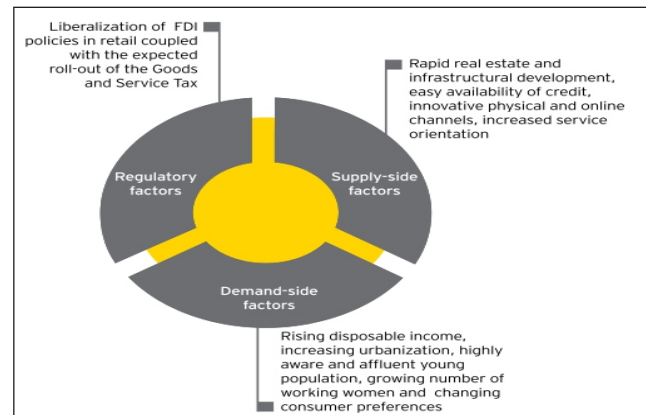 Liberalization of FDI
policies in retail coupled
with the expected
roll-out of the Goods
and Service Tax
Rapid real estate and
infrastructural development,
easy availability of credit,
innovative physical and online
channels, increased service
orientation
Regulatory
factors
Supply-side
factors
Demand-side
factors
Rising disposable income,
increasing urbanization, highly
aware and affluent young
population, growing number of
working women and changing
consumer preferences